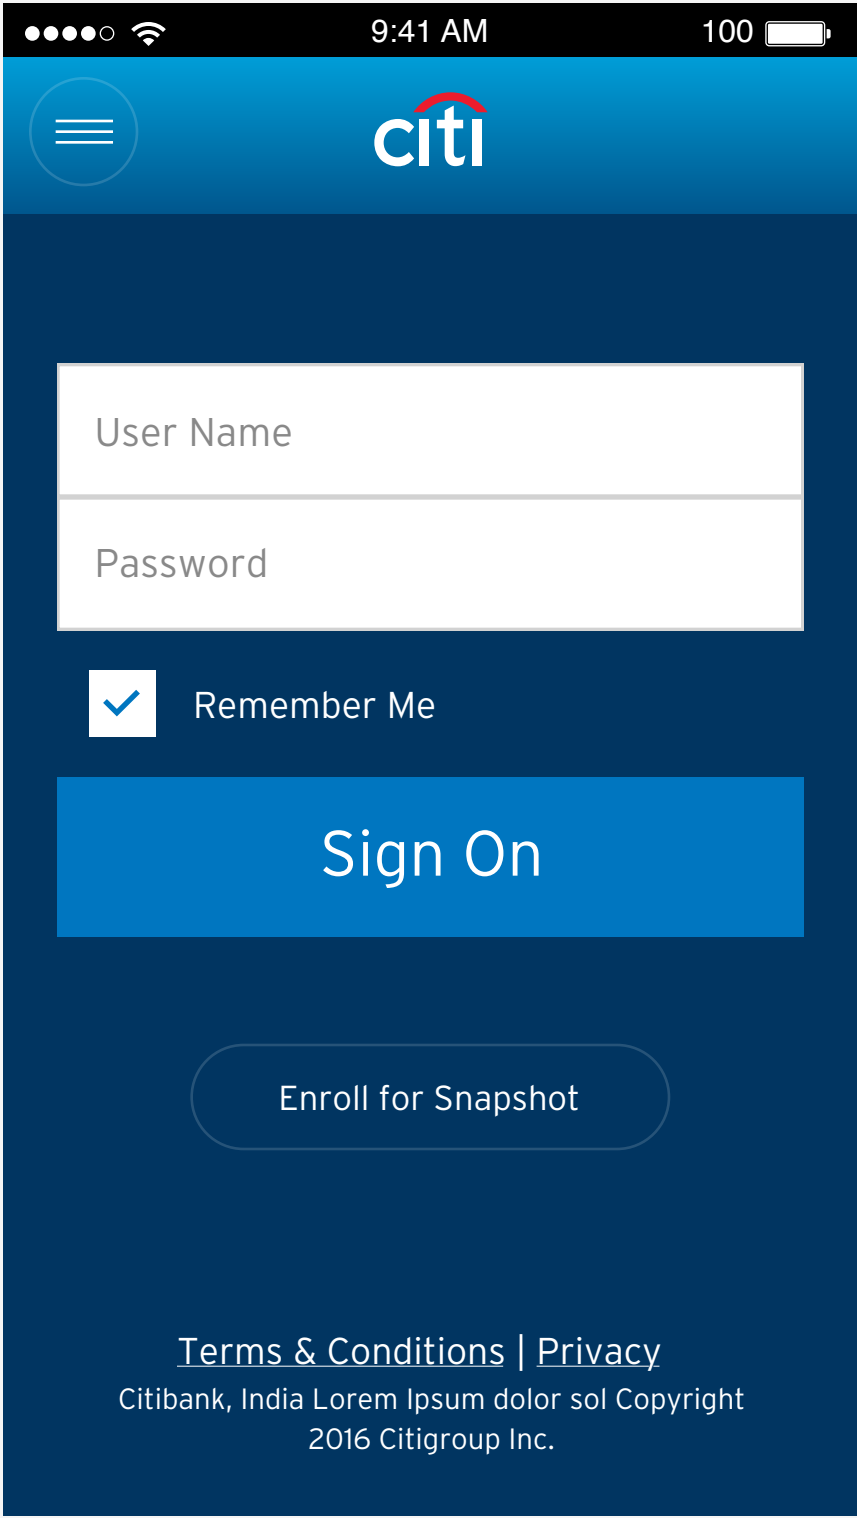 9:41 AM 100
citi
User Name
Password
Remember Me
Sign On
Enroll for Snapshot
Terms & Conditions | Privacy
Citibank, India Lorem Ipsum dolor sol Copyright
2016 Citigroup Inc.